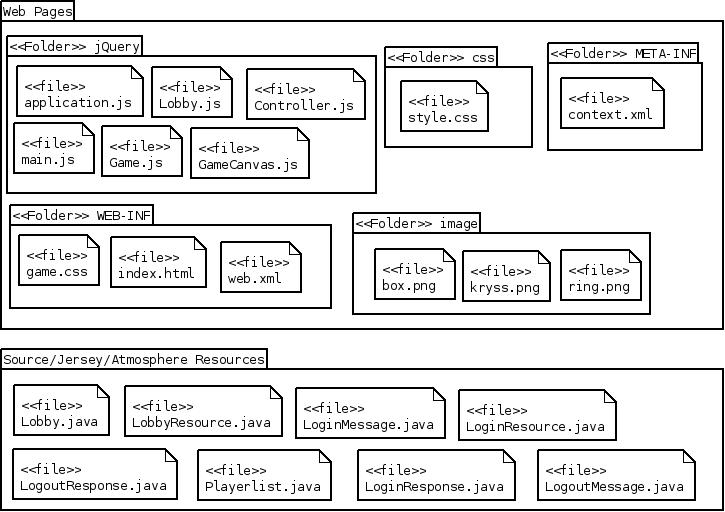 Web Pages
<<Folder>> jQuery
<<file>>
application.js
<<file>>
Lobby.js
<<file>>
Controller.js
<<file>>
main.js
<<file>>
Game.js
<<file>>
GameCanvas.js
<<Folder>> css
<<file>>
style.css
<<Folder>> META-INF
<<file>>
context.xml
<<Folder>> WEB-INF
<<file>>
game.css
<<file>>
index.html
<<file>>
web.xml
<<Folder>> image
<<file>>
box.png
<<file>>
kryss.png
<<file>>
ring.png
Source/Jersey/Atmosphere Resources
<<file>>
Lobby.java
<<file>>
LobbyResource.java
<<file>>
LoginMessage.java
<<file>>
LoginResource.java
<<file>>
LogoutResponse.java
<<file>>
Playerlist.java
<<file>>
LoginResponse.java
<<file>>
LogoutMessage.java